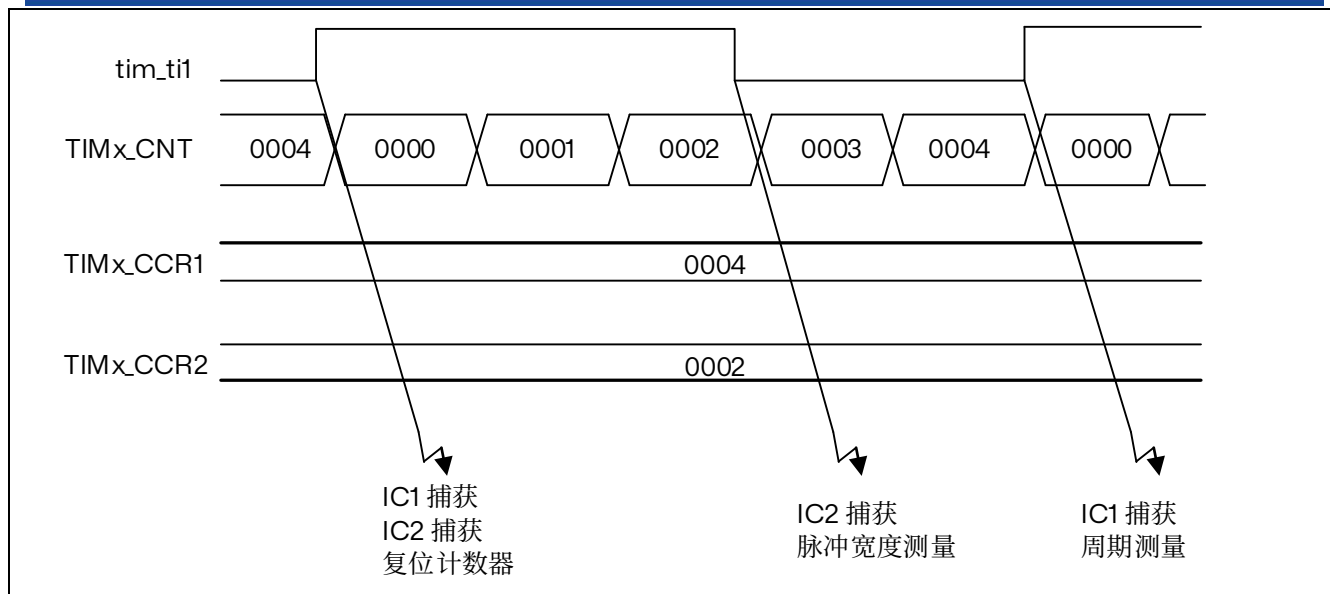 tim_ti1
TIMx_CNT 0004 0000 0001 0002 0003 0004 0000
TIMx_CCR1 0004
TIMx_CCR2 0002
IC1 捕获
IC2 捕获
复位计数器
IC2 捕获
脉冲宽度测量
IC1 捕获
周期测量